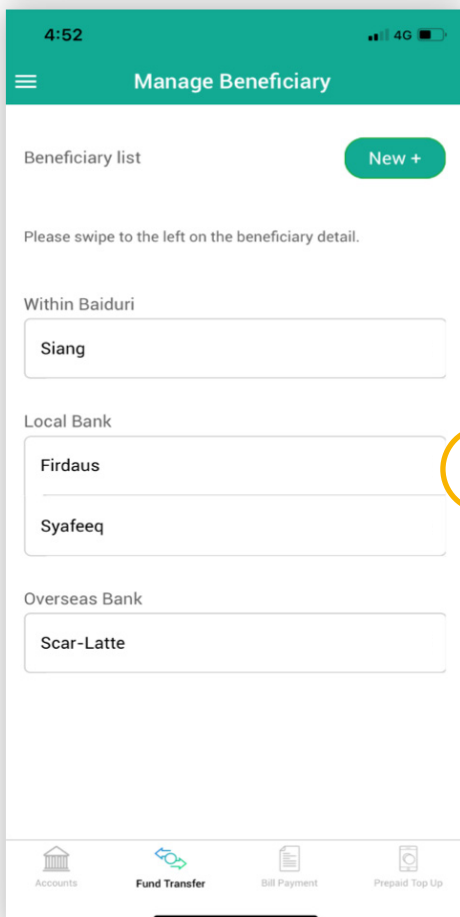 4:52
4G
Manage Beneficiary
Beneficiary list
New +
Please swipe to the left on the beneficiary detail.
Within Baiduri
Siang
Local Bank
Firdaus
Syafeeq
Overseas Bank
Scar-Latte
Accounts
Fund Transfer
Bill Payment
Prepaid Top Up